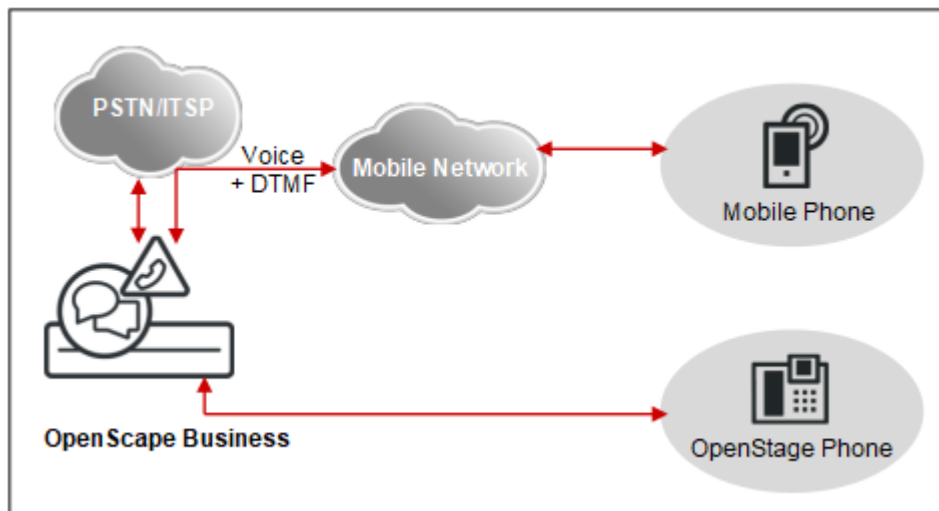 PSTN/ITSP
Voice
+ DTMF
Mobile Network
Mobile Phone
OpenScape Business
OpenStage Phone